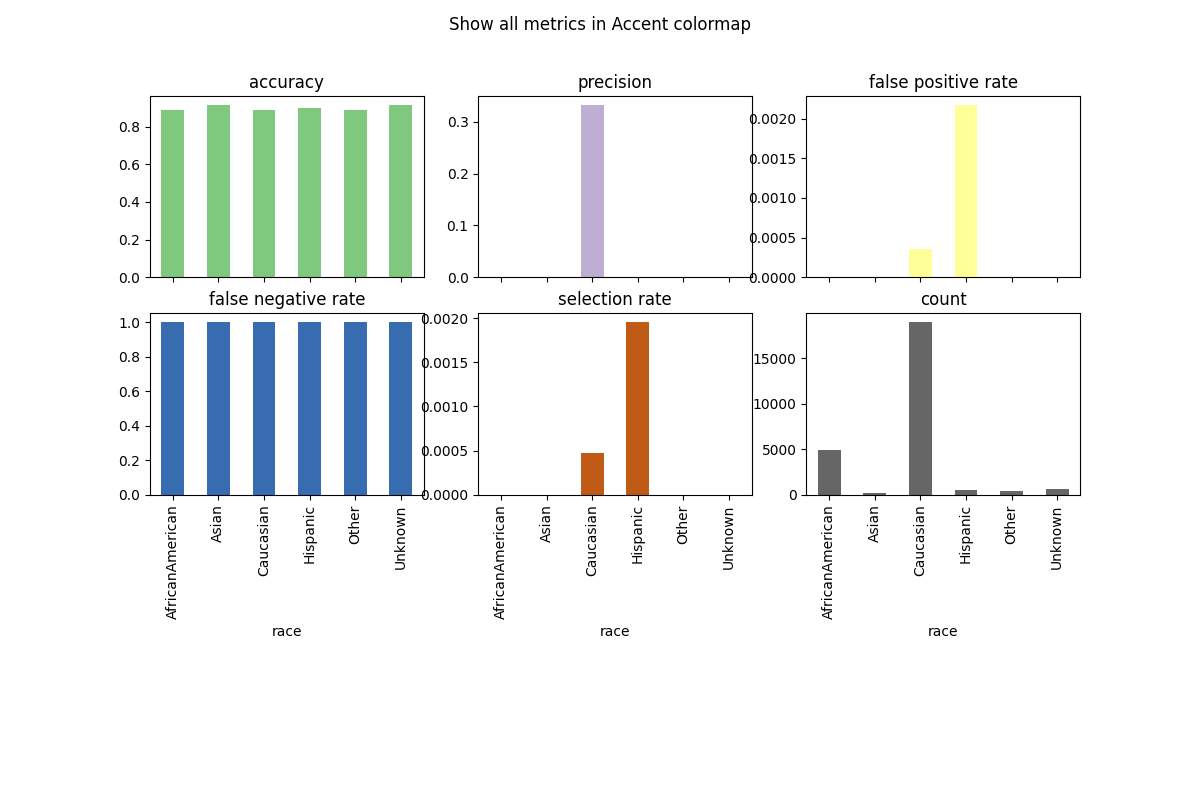 Show all metrics in Accent colormap
accuracy
0.8
0.6
0.4
0.2
0.0
precision
0.3
0.2
0.1
0.0
false positive rate
0.0020
0.0015
0.0010
0.0005
0.0000
false negative rate
1.0
0.8
0.6
0.4
0.2
0.0
AfricanAmerican
Asian
Caucasian
Hispanic
Other
Unknown
race
selection rate
0.0020
0.0015
0.0010
0.0005
0.0000
AfricanAmerican
Asian
Caucasian
Hispanic
Other
Unknown
race
count
15000
10000
5000
0
AfricanAmerican
Asian
Caucasian
Hispanic
Other
Unknown
race